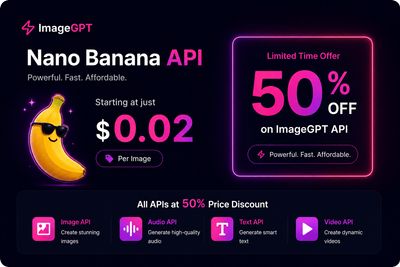 ImageGPT
Nano Banana API
Powerful. Fast. Affordable.
Starting at just
$0.02
Per Image
Limited Time Offer
50% OFF
on ImageGPT API
Powerful. Fast. Affordable.
All APIs at 50% Price Discount
Image API
Create stunning
images
Audio API
Generate high-quality
audio
T
Text API
Generate smart
text
Video API
Create dynamic
videos